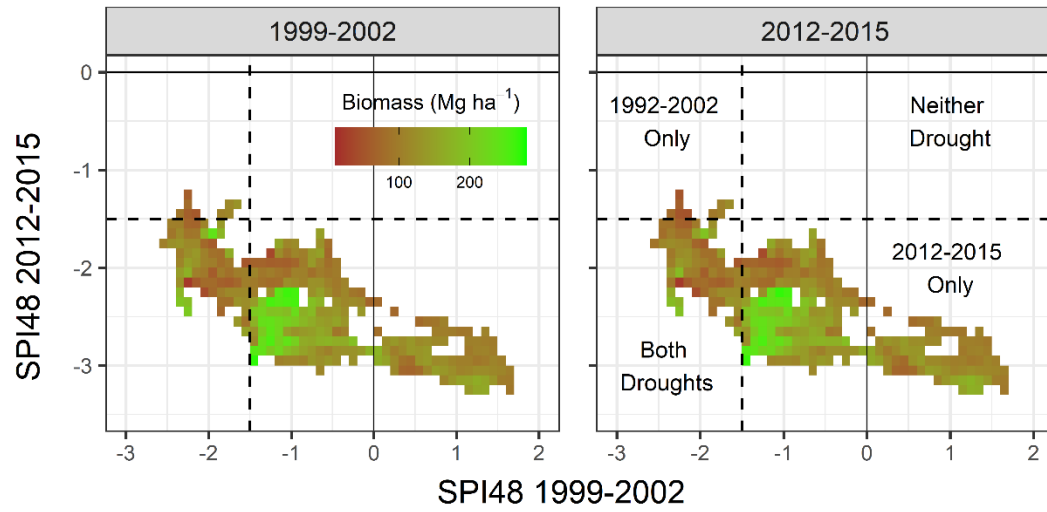 1999-2002
2012-2015
SPI48 2012-2015
0
-1
-2
-3
Biomass (Mg ha⁻¹)
100 200
1992-2002
Only
Neither
Drought
2012-2015
Only
Both
Droughts
-3 -2 -1 0 1 2
-3 -2 -1 0 1 2
SPI48 1999-2002